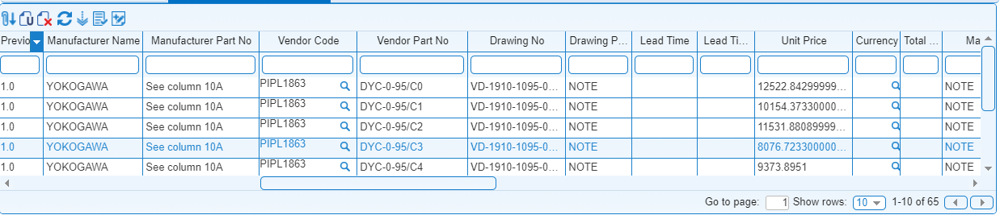 Previo Manufacturer Name Manufacturer Part No Vendor Code Vendor Part No Drawing No Drawing P... Lead Time Lead Ti... Unit Price Currency Total ... Ma
1.0 YOKOGAWA See column 10A PIPL1863 DYC-0-95/C0 VD-1910-1095-0... NOTE 12522.84299999... NOTE
1.0 YOKOGAWA See column 10A PIPL1863 DYC-0-95/C1 VD-1910-1095-0... NOTE 10154.37330000... NOTE
1.0 YOKOGAWA See column 10A PIPL1863 DYC-0-95/C2 VD-1910-1095-0... NOTE 11531.88089999... NOTE
1.0 YOKOGAWA See column 10A PIPL1863 DYC-0-95/C3 VD-1910-1095-0... NOTE 8076.723300000... NOTE
1.0 YOKOGAWA See column 10A PIPL1863 DYC-0-95/C4 VD-1910-1095-0... NOTE 9373.8951 NOTE
Go to page: 1 Show rows: 10 1-10 of 65